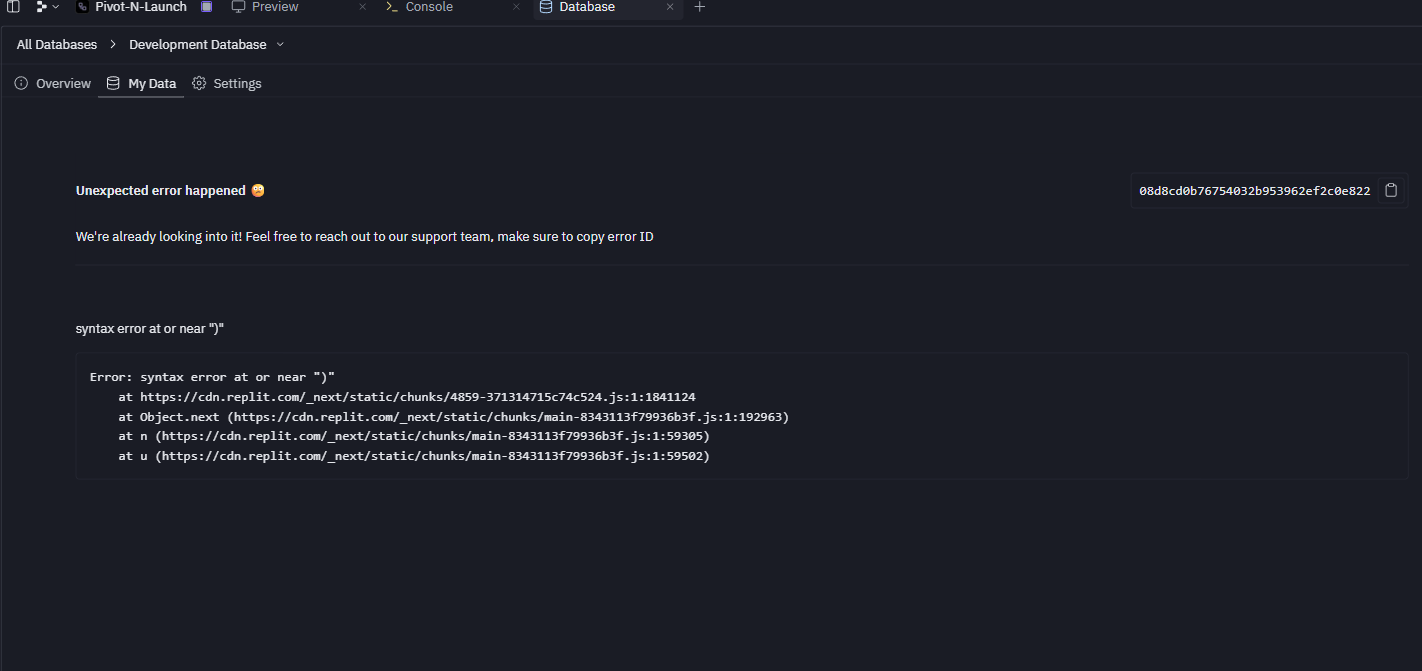 Pivot-N-Launch Preview Console Database
All Databases Development Database
Overview My Data Settings
Unexpected error happened 08d8cd0b76754032b953962ef2c0e822
We're already looking into it! Feel free to reach out to our support team, make sure to copy error ID
syntax error at or near ")"
Error: syntax error at or near ")"
at https://cdn.replit.com/_next/static/chunks/4859-371314715c74c524.js:1:1841124
at Object.next (https://cdn.replit.com/_next/static/chunks/main-8343113f79936b3f.js:1:192963)
at n (https://cdn.replit.com/_next/static/chunks/main-8343113f79936b3f.js:1:59305)
at u (https://cdn.replit.com/_next/static/chunks/main-8343113f79936b3f.js:1:59502)